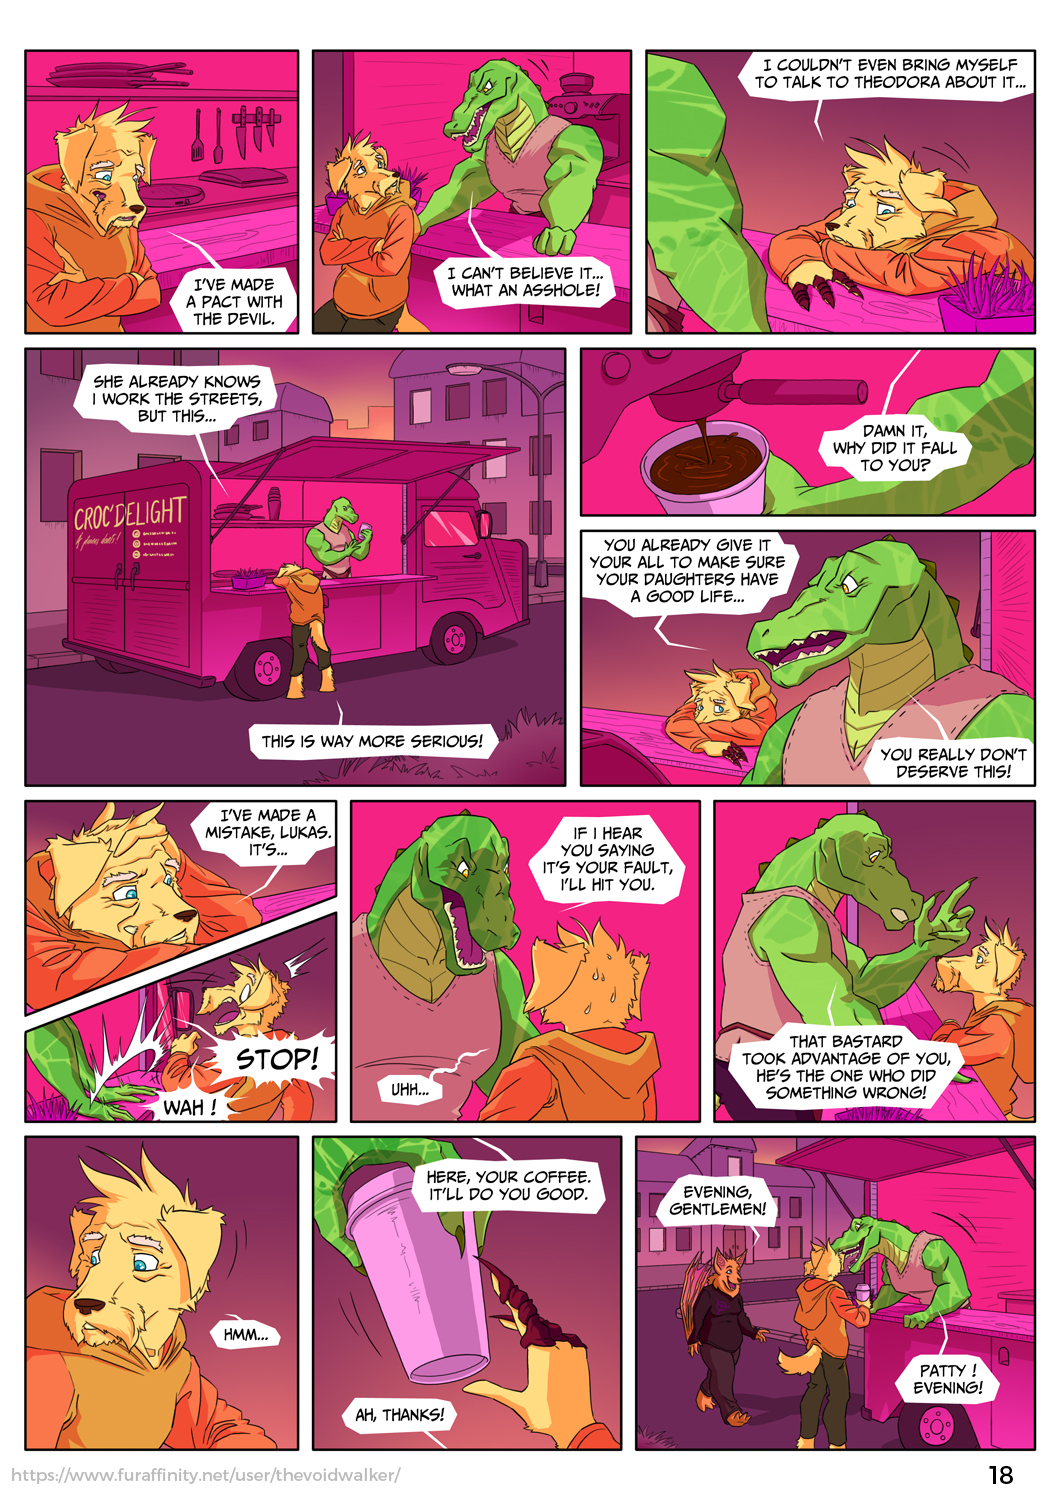 I'VE MADE
A PACT WITH
THE DEVIL.
I CAN'T BELIEVE IT...
WHAT AN ASSHOLE!
I COULDN'T EVEN BRING MYSELF
TO TALK TO THEODORA ABOUT IT...
SHE ALREADY KNOWS
I WORK THE STREETS,
BUT THIS...
CROC'DELIGHT
THIS IS WAY MORE SERIOUS!
DAMN IT,
WHY DID IT FALL
TO YOU?
YOU ALREADY GIVE IT
YOUR ALL TO MAKE SURE
YOUR DAUGHTERS HAVE
A GOOD LIFE...
YOU REALLY DON'T
DESERVE THIS!
I'VE MADE A
MISTAKE, LUKAS.
IT'S...
STOP!
WAH !
IF I HEAR
YOU SAYING
IT'S YOUR FAULT,
I'LL HIT YOU.
UHH...
THAT BASTARD
TOOK ADVANTAGE OF YOU,
HE'S THE ONE WHO DID
SOMETHING WRONG!
HMM...
HERE, YOUR COFFEE.
IT'LL DO YOU GOOD.
AH, THANKS!
EVENING,
GENTLEMEN!
PATTY !
EVENING!
https://www.furaffinity.net/user/thevoidwalker/
18